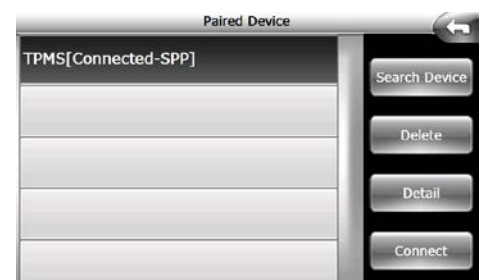 Paired Device
TPMS[Connected-SPP]
Search Device
Delete
Detail
Connect